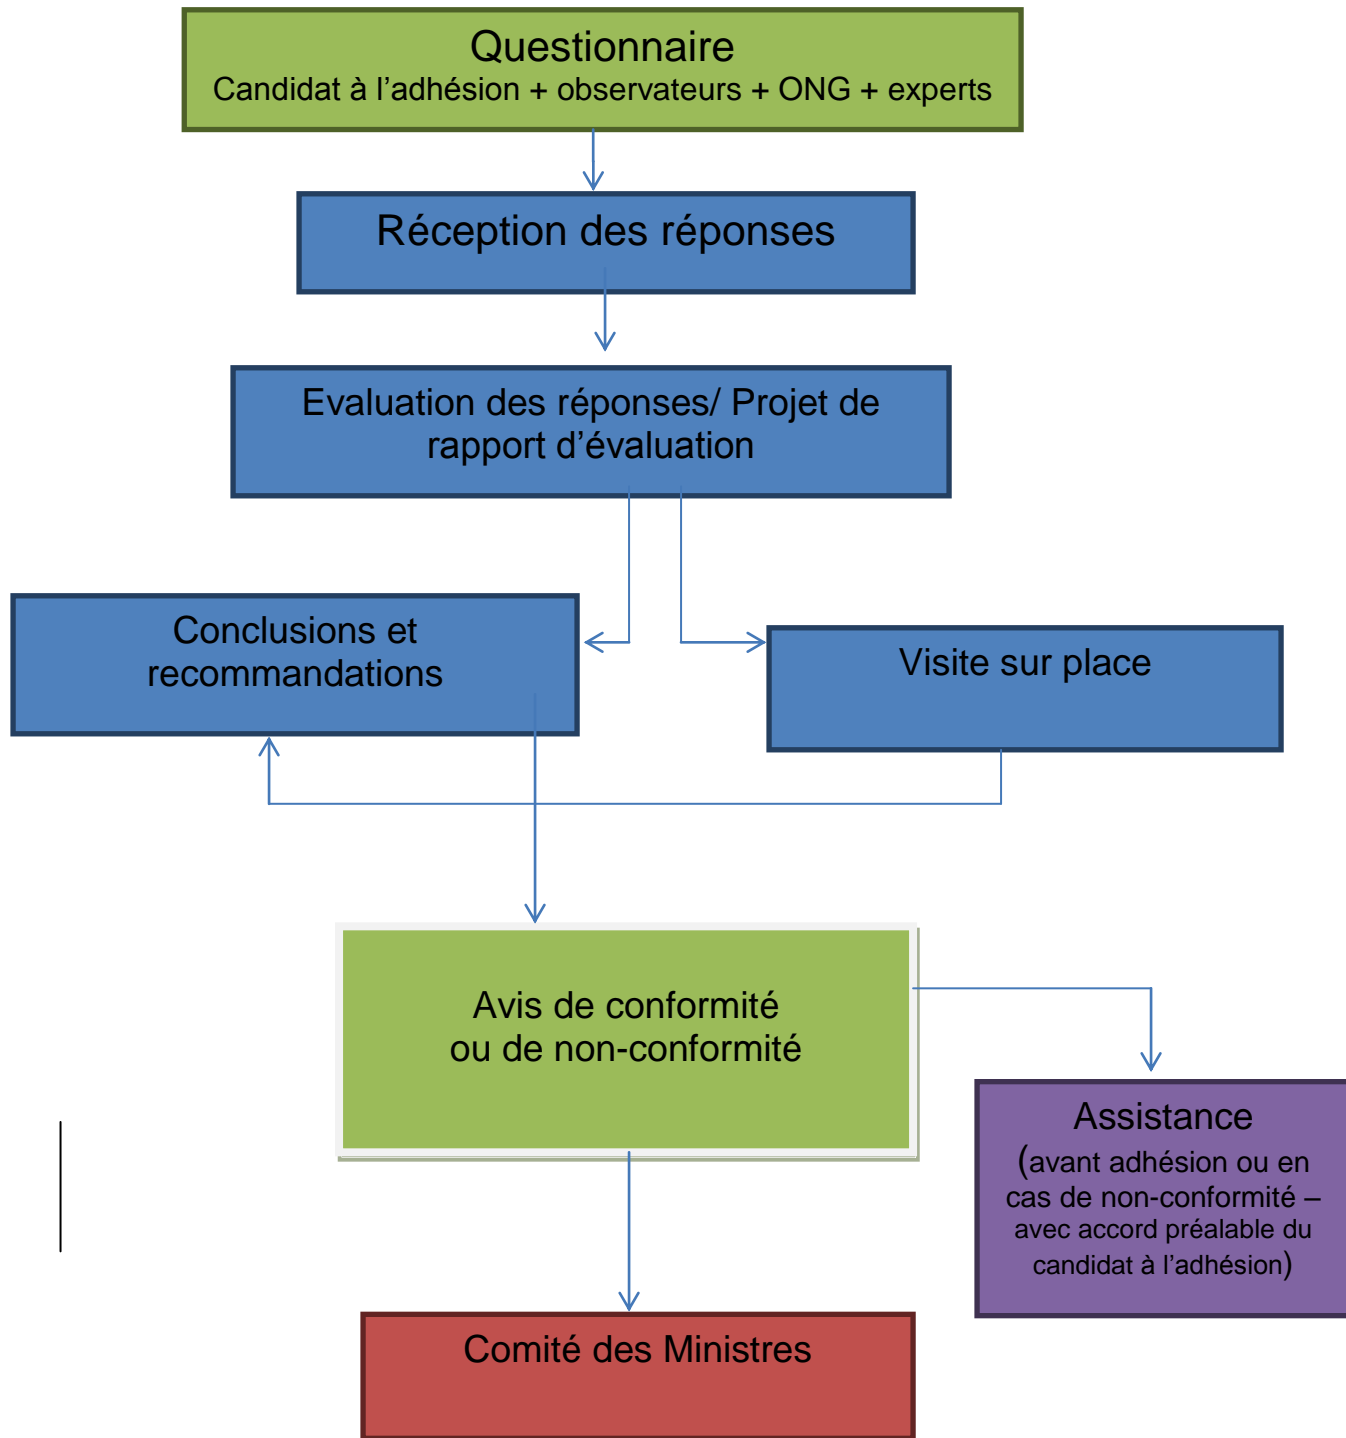 Questionnaire
Candidat à l’adhésion + observateurs + ONG + experts
Réception des réponses
Evaluation des réponses/ Projet de
rapport d’évaluation
Conclusions et
recommandations
Visite sur place
Avis de conformité
ou de non-conformité
Assistance
(avant adhésion ou en
cas de non-conformité –
avec accord préalable du
candidat à l’adhésion)
Comité des Ministres